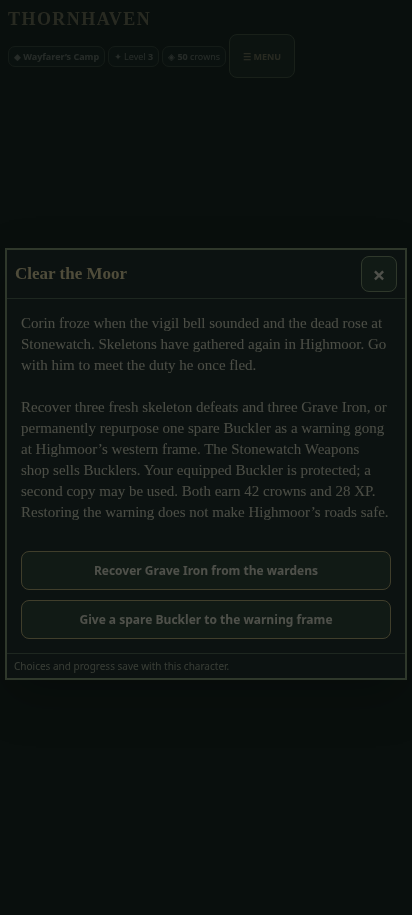 THORNHAVEN
◆ Wayfarer's Camp ✦ Level 3 ◈ 50 crowns ☰ MENU
Clear the Moor
×
Corin froze when the vigil bell sounded and the dead rose at
Stonewatch. Skeletons have gathered again in Highmoor. Go
with him to meet the duty he once fled.
Recover three fresh skeleton defeats and three Grave Iron, or
permanently repurpose one spare Buckler as a warning gong
at Highmoor’s western frame. The Stonewatch Weapons
shop sells Bucklers. Your equipped Buckler is protected; a
second copy may be used. Both earn 42 crowns and 28 XP.
Restoring the warning does not make Highmoor’s roads safe.
Recover Grave Iron from the wardens
Give a spare Buckler to the warning frame
Choices and progress save with this character.